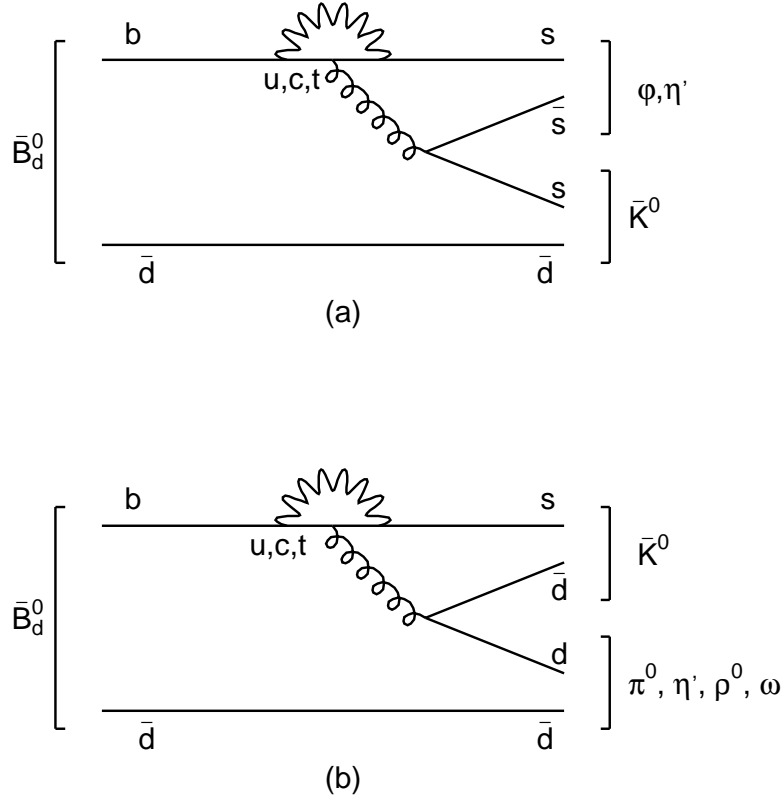 b
s
u,c,t
s̄
φ,η’
B̄⁰d
s
K̄⁰
d̄
d̄
(a)
b
s
u,c,t
d̄
K̄⁰
B̄⁰d
d
π⁰, η’, ρ⁰, ω
d̄
d̄
(b)